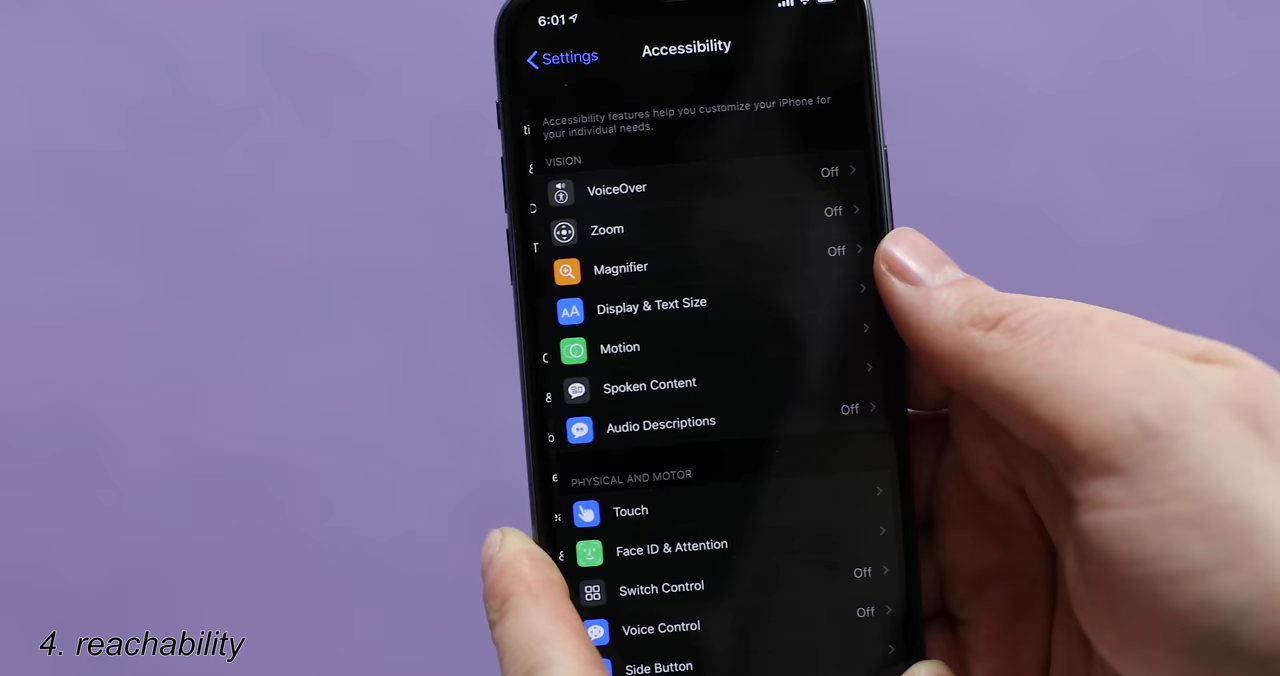 6:01
Settings
Accessibility
Accessibility features help you customize your iPhone for
your individual needs.
VISION
VoiceOver Off
Zoom Off
Magnifier Off
Display & Text Size
Motion
Spoken Content
Audio Descriptions Off
PHYSICAL AND MOTOR
Touch
Face ID & Attention
Switch Control Off
Voice Control Off
Side Button
4. reachability